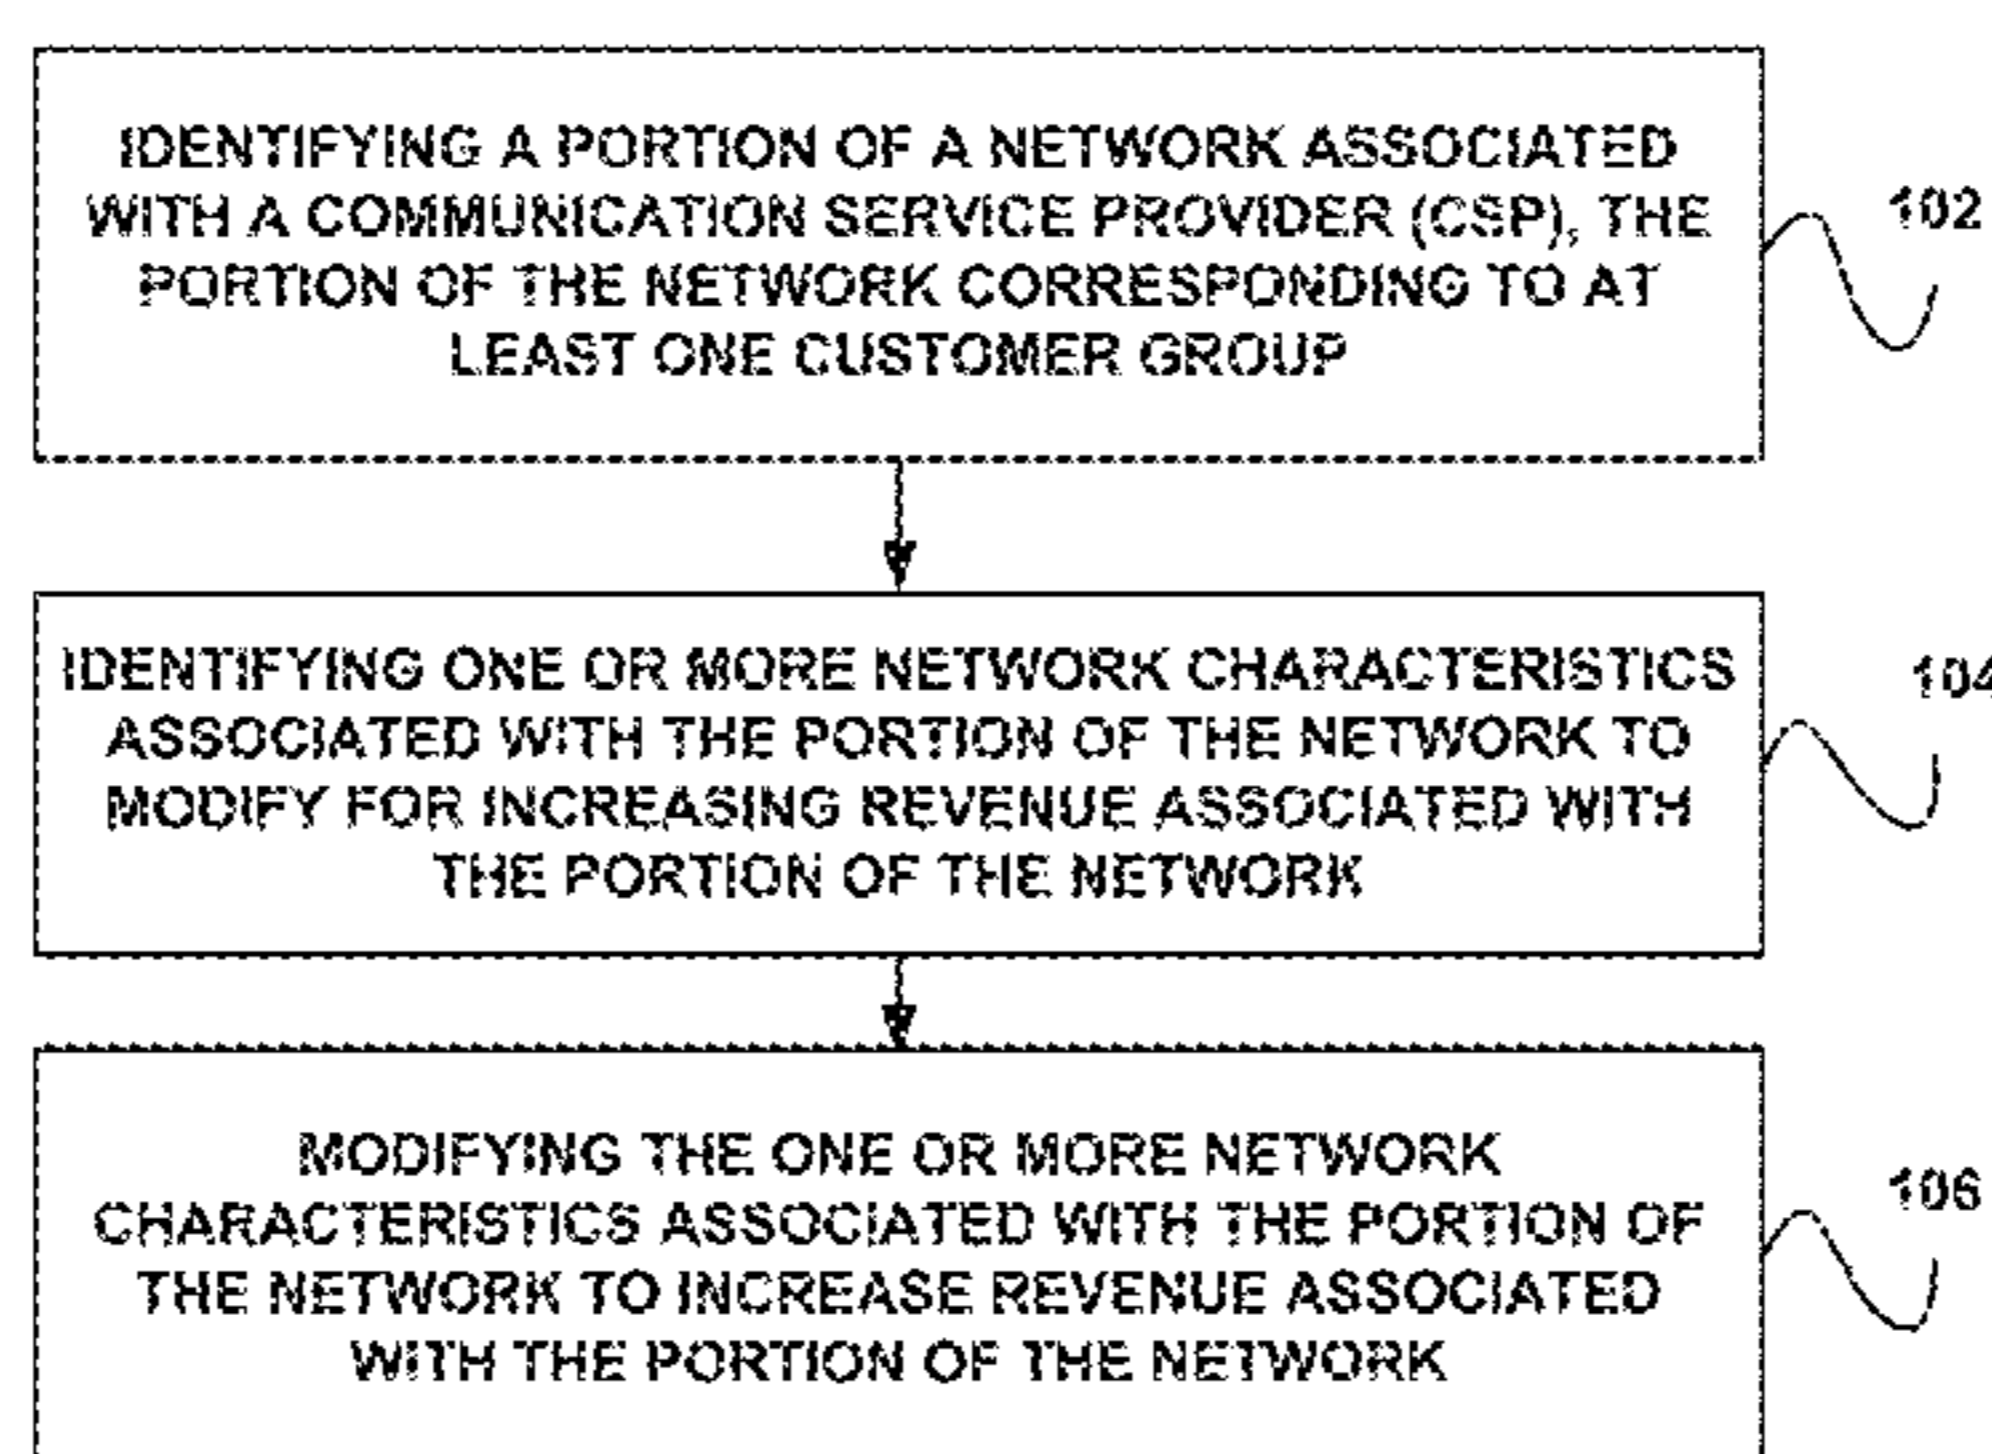 IDENTIFYING A PORTION OF A NETWORK ASSOCIATED
WITH A COMMUNICATION SERVICE PROVIDER (CSP), THE
PORTION OF THE NETWORK CORRESPONDING TO AT
LEAST ONE CUSTOMER GROUP
102
IDENTIFYING ONE OR MORE NETWORK CHARACTERISTICS
ASSOCIATED WITH THE PORTION OF THE NETWORK TO
MODIFY FOR INCREASING REVENUE ASSOCIATED WITH
THE PORTION OF THE NETWORK
104
MODIFYING THE ONE OR MORE NETWORK
CHARACTERISTICS ASSOCIATED WITH THE PORTION OF
THE NETWORK TO INCREASE REVENUE ASSOCIATED
WITH THE PORTION OF THE NETWORK
106